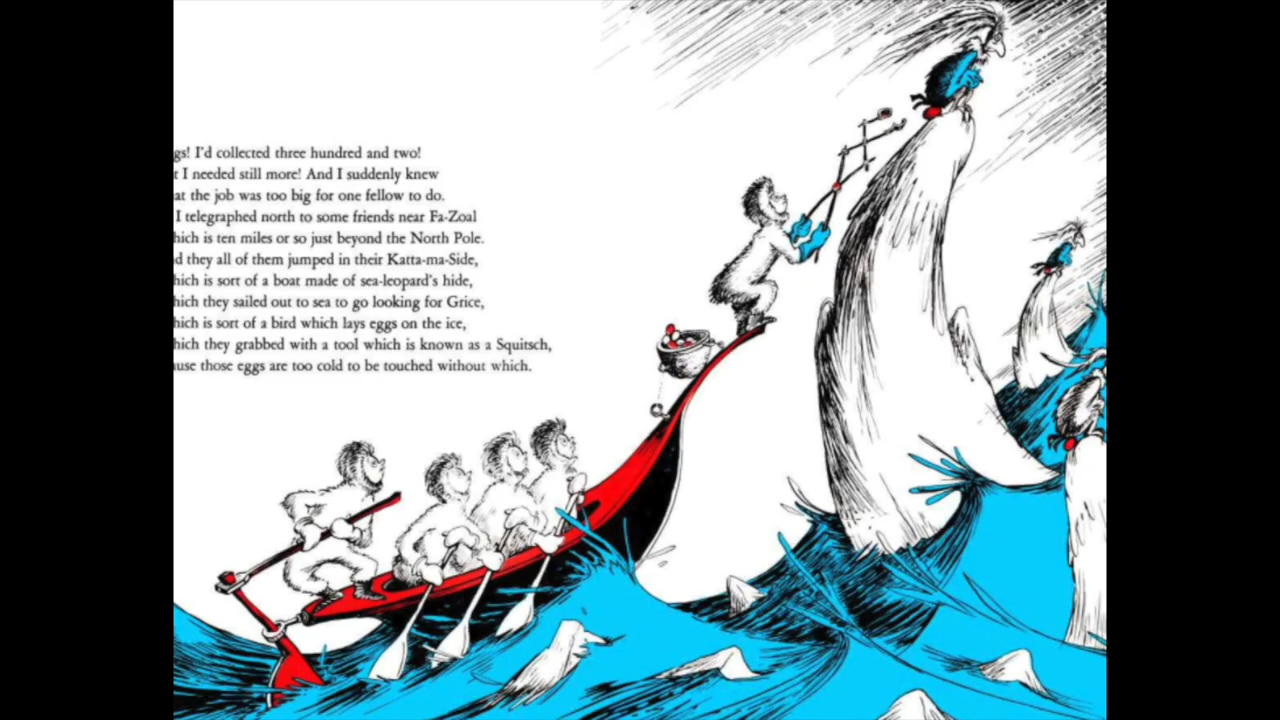 gs! I'd collected three hundred and two!
t I needed still more! And I suddenly knew
at the job was too big for one fellow to do.
I telegraphed north to some friends near Fa-Zoal
hich is ten miles or so just beyond the North Pole.
d they all of them jumped in their Katta-ma-Side,
hich is sort of a boat made of sea-leopard's hide,
hich they sailed out to sea to go looking for Grice,
hich is sort of a bird which lays eggs on the ice,
hich they grabbed with a tool which is known as a Squitsch,
use those eggs are too cold to be touched without which.